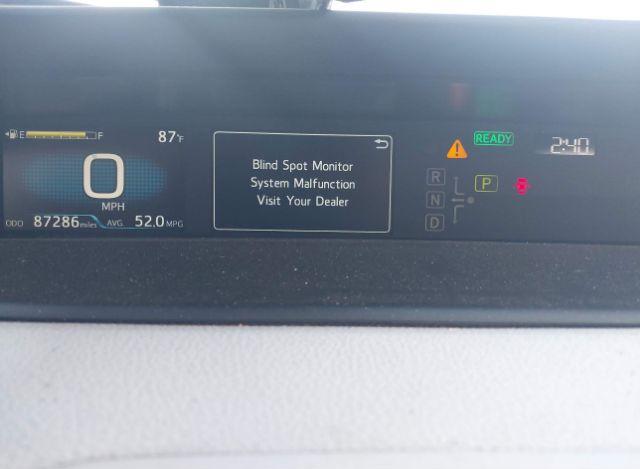 E F 87°F
0
MPH
ODO 87286 miles AVG. 52.0 MPG
Blind Spot Monitor
System Malfunction
Visit Your Dealer
READY 2:40
R
N
D
P